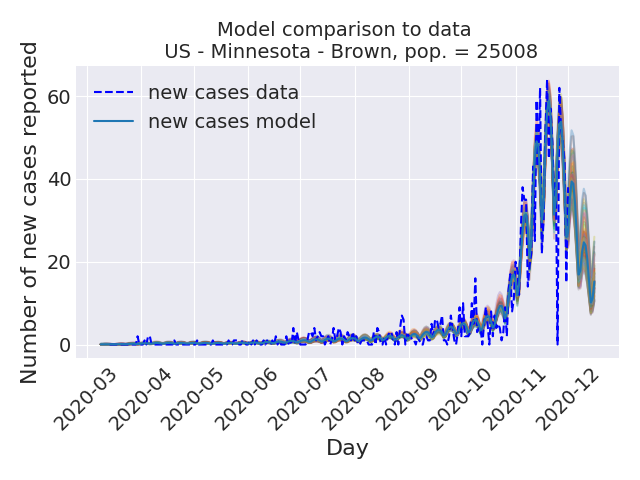 Model comparison to data
US - Minnesota - Brown, pop. = 25008
Number of new cases reported
60
40
20
0
new cases data
new cases model
2020-03
2020-04
2020-05
2020-06
2020-07
2020-08
2020-09
2020-10
2020-11
2020-12
Day